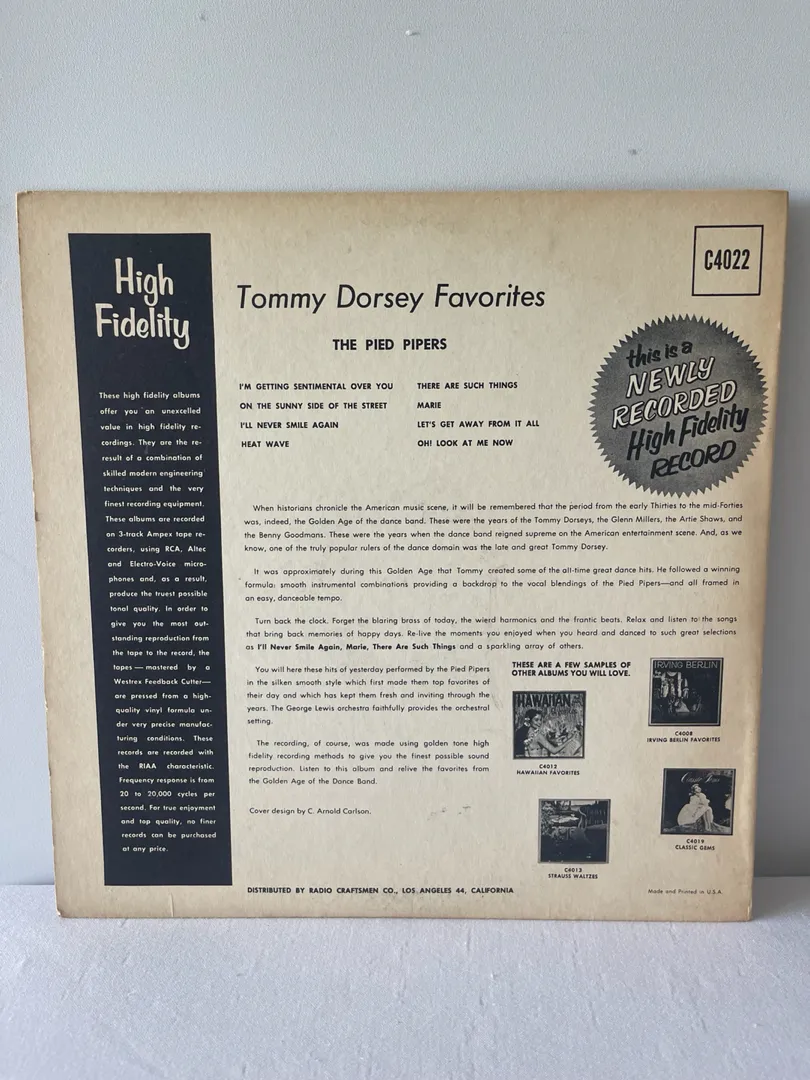 C4022
High
Fidelity
These high fidelity albums
offer you an unexcelled
value in high fidelity re-
cordings. They are the re-
result of a combination of
skilled modern engineering
techniques and the very
finest recording equipment.
These albums are recorded
on 3-track Ampex tape re-
corders, using RCA, Altec
and Electro-Voice micro-
phones and, as a result,
produce the truest possible
tonal quality. In order to
give you the most out-
standing reproduction from
the tape to the record, the
tapes — mastered by a
Westrex Feedback Cutter—
are pressed from a high-
quality vinyl formula un-
der very precise manufac-
turing conditions. These
records are recorded with
the RIAA characteristic.
Frequency response is from
20 to 20,000 cycles per
second. For true enjoyment
and top quality, no finer
records can be purchased
at any price.
Tommy Dorsey Favorites
THE PIED PIPERS
I'M GETTING SENTIMENTAL OVER YOU
ON THE SUNNY SIDE OF THE STREET
I'LL NEVER SMILE AGAIN
HEAT WAVE
THERE ARE SUCH THINGS
MARIE
LET'S GET AWAY FROM IT ALL
OH! LOOK AT ME NOW
this is a
NEWLY
RECORDED
High Fidelity
RECORD
When historians chronicle the American music scene, it will be remembered that the period from the early Thirties to the mid-Forties
was, indeed, the Golden Age of the dance band. These were the years of the Tommy Dorseys, the Glenn Millers, the Artie Shaws, and
the Benny Goodmans. These were the years when the dance band reigned supreme on the American entertainment scene. And, as we
know, one of the truly popular rulers of the dance domain was the late and great Tommy Dorsey.
It was approximately during this Golden Age that Tommy created some of the all-time great dance hits. He followed a winning
formula: smooth instrumental combinations providing a backdrop to the vocal blendings of the Pied Pipers—and all framed in
an easy, danceable tempo.
Turn back the clock. Forget the blaring brass of today, the wierd harmonics and the frantic beats. Relax and listen to the songs
that bring back memories of happy days. Re-live the moments you enjoyed when you heard and danced to such great selections
as I'll Never Smile Again, Marie, There Are Such Things and a sparkling array of others.
You will here these hits of yesterday performed by the Pied Pipers
in the silken smooth style which first made them top favorites of
their day and which has kept them fresh and inviting through the
years. The George Lewis orchestra faithfully provides the orchestral
setting.
The recording, of course, was made using golden tone high
fidelity recording methods to give you the finest possible sound
reproduction. Listen to this album and relive the favorites from
the Golden Age of the Dance Band.
Cover design by C. Arnold Carlson.
THESE ARE A FEW SAMPLES OF
OTHER ALBUMS YOU WILL LOVE.
HAWAIIAN
C4012
HAWAIIAN FAVORITES
IRVING BERLIN
C4008
IRVING BERLIN FAVORITES
C4013
STRAUSS WALTZES
Classic Gems
C4019
CLASSIC GEMS
DISTRIBUTED BY RADIO CRAFTSMEN CO., LOS ANGELES 44, CALIFORNIA
Made and Printed in U.S.A.